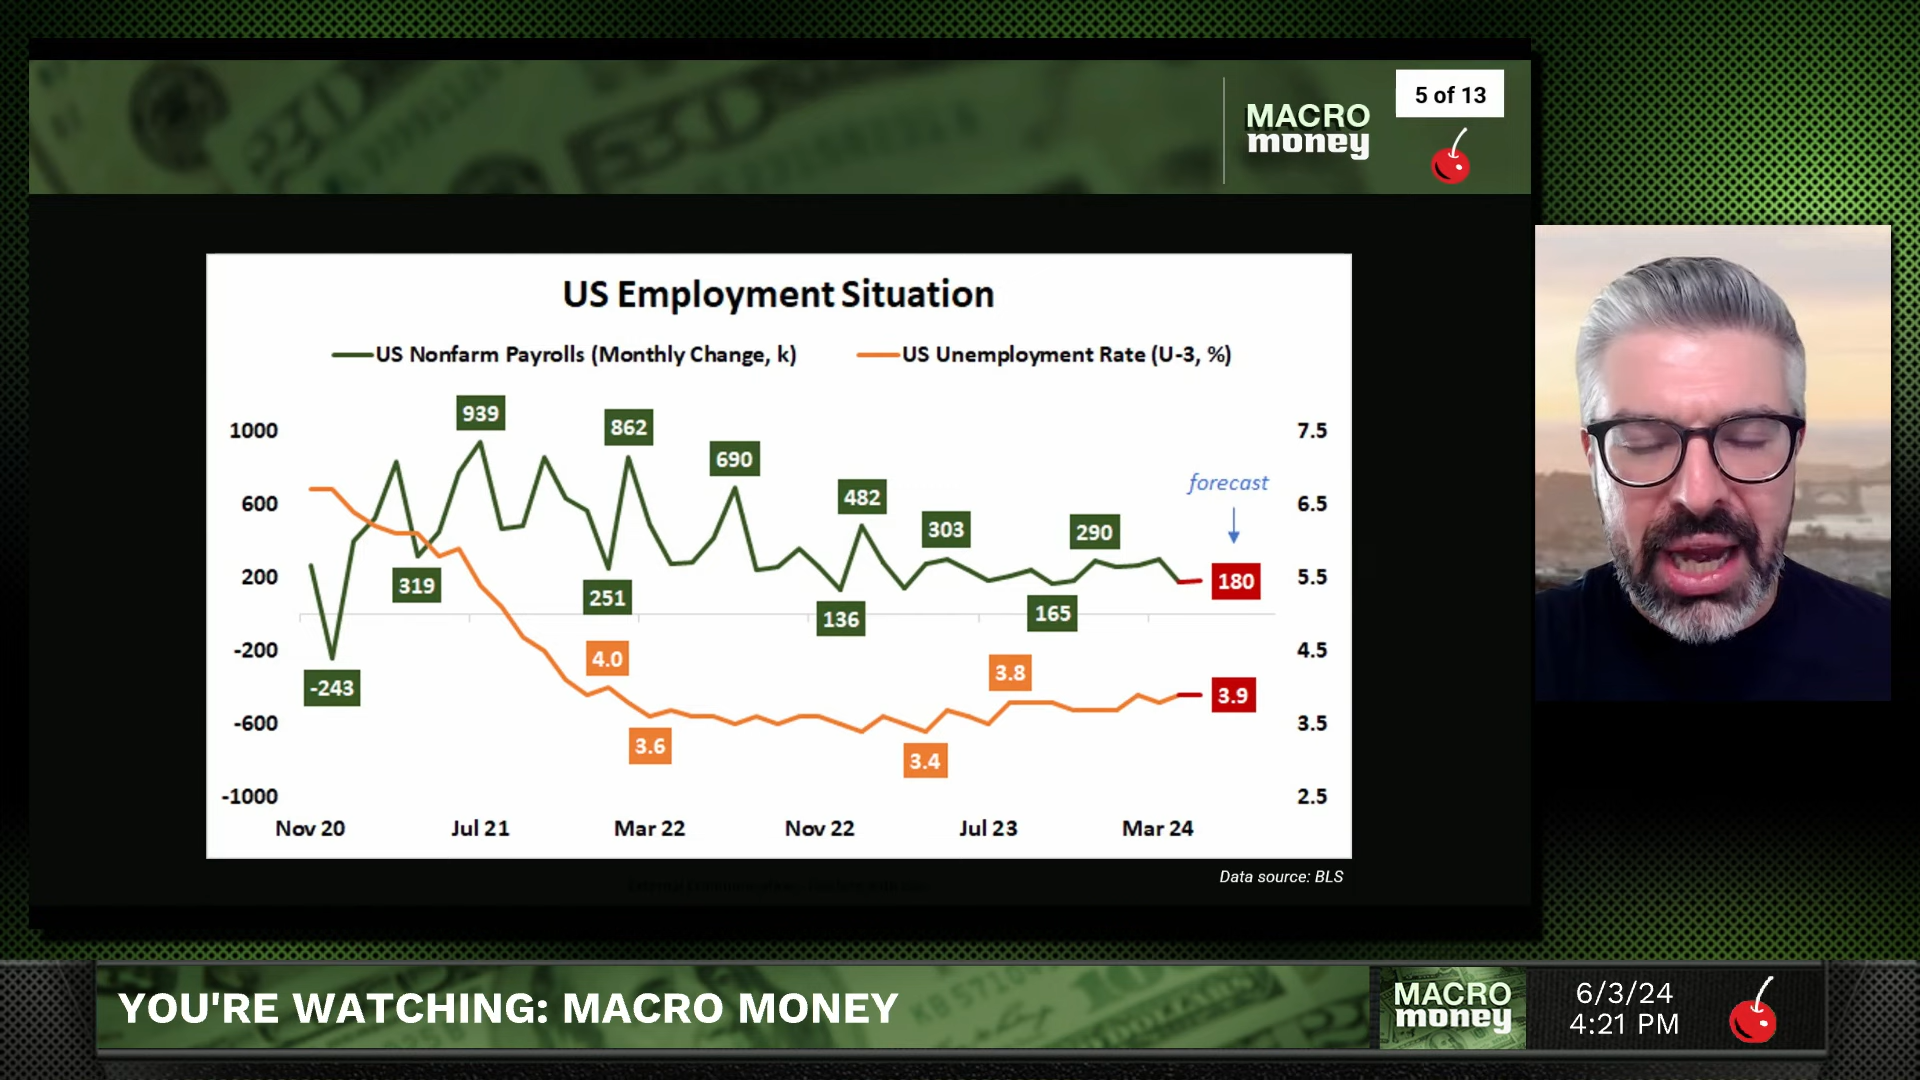 MACRO
money
5 of 13
US Employment Situation
US Nonfarm Payrolls (Monthly Change, k)
US Unemployment Rate (U-3, %)
1000
600
200
-200
-600
-1000
7.5
6.5
5.5
4.5
3.5
2.5
939
862
690
482
303
290
forecast
180
319
251
136
165
-243
4.0
3.8
3.9
3.6
3.4
Nov 20
Jul 21
Mar 22
Nov 22
Jul 23
Mar 24
Data source: BLS
YOU'RE WATCHING: MACRO MONEY
MACRO
money
6/3/24
4:21 PM